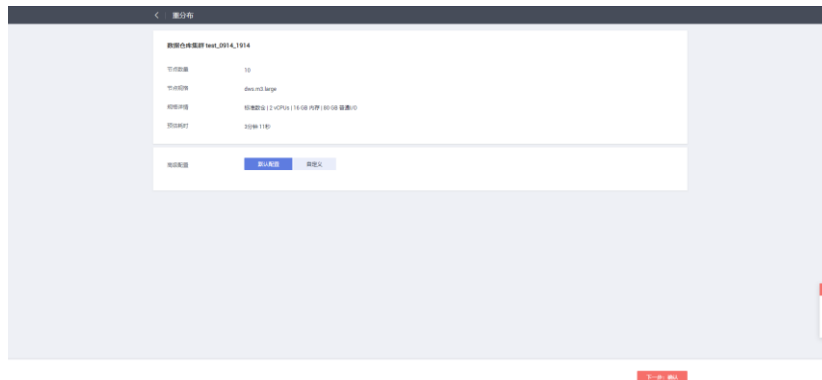 < 重分布
数据仓库集群 test_0914_1914
节点数量 10
节点规格 dws.m3.large
规格详情 标准数仓 | 2 vCPUs | 16 GB 内存 | 80 GB 普通I/O
预估耗时 3分钟 11秒
高级配置 默认配置 自定义
下一步: 确认